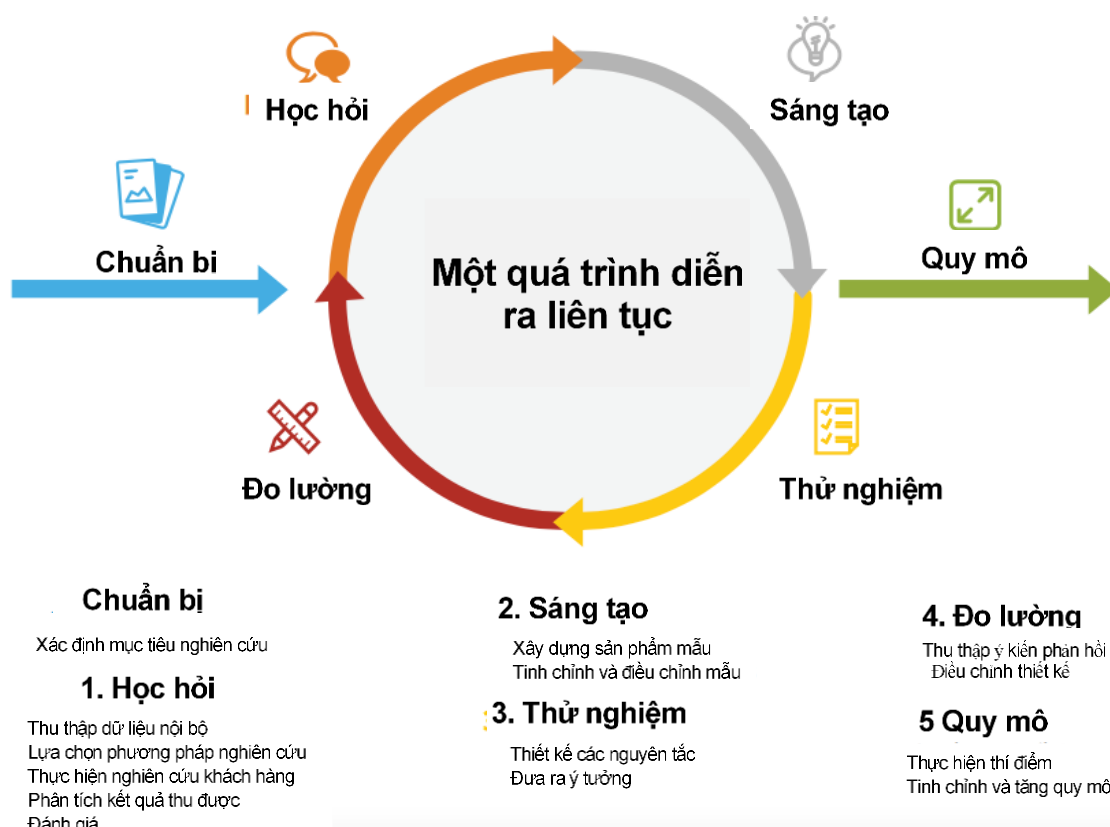 Học hỏi
Sáng tạo
Chuẩn bi
Quy mô
Một quá trình diễn
ra liên tục
Đo lường
Thử nghiệm
Chuẩn bị
Xác định mục tiêu nghiên cứu
1. Học hỏi
Thu thập dữ liệu nội bộ
Lựa chọn phương pháp nghiên cứu
Thực hiện nghiên cứu khách hàng
Phân tích kết quả thu được
Đánh giá
2. Sáng tạo
Xây dựng sản phẩm mẫu
Tinh chỉnh và điều chỉnh mẫu
3. Thử nghiệm
Thiết kế các nguyên tắc
Đưa ra ý tưởng
4. Đo lường
Thu thập ý kiến phản hồi
Điều chỉnh thiết kế
5 Quy mô
Thực hiện thí điểm
Tinh chỉnh và tăng quy mô